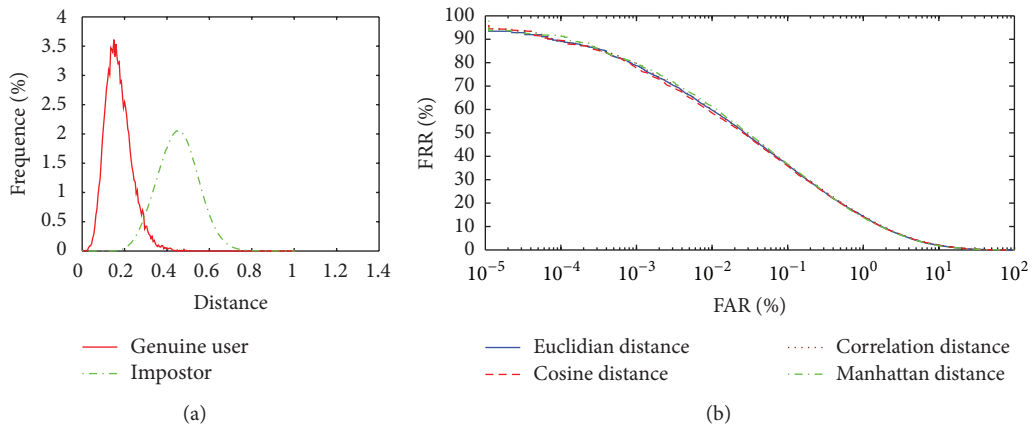 4
3.5
3
2.5
2
1.5
1
0.5
0
Frequence (%)
0 0.2 0.4 0.6 0.8 1 1.2 1.4
Distance
Genuine user
Impostor
(a)
100
90
80
70
60
50
40
30
20
10
0
FRR (%)
10−5 10−4 10−3 10−2 10−1 100 101 102
FAR (%)
Euclidian distance
Cosine distance
Correlation distance
Manhattan distance
(b)